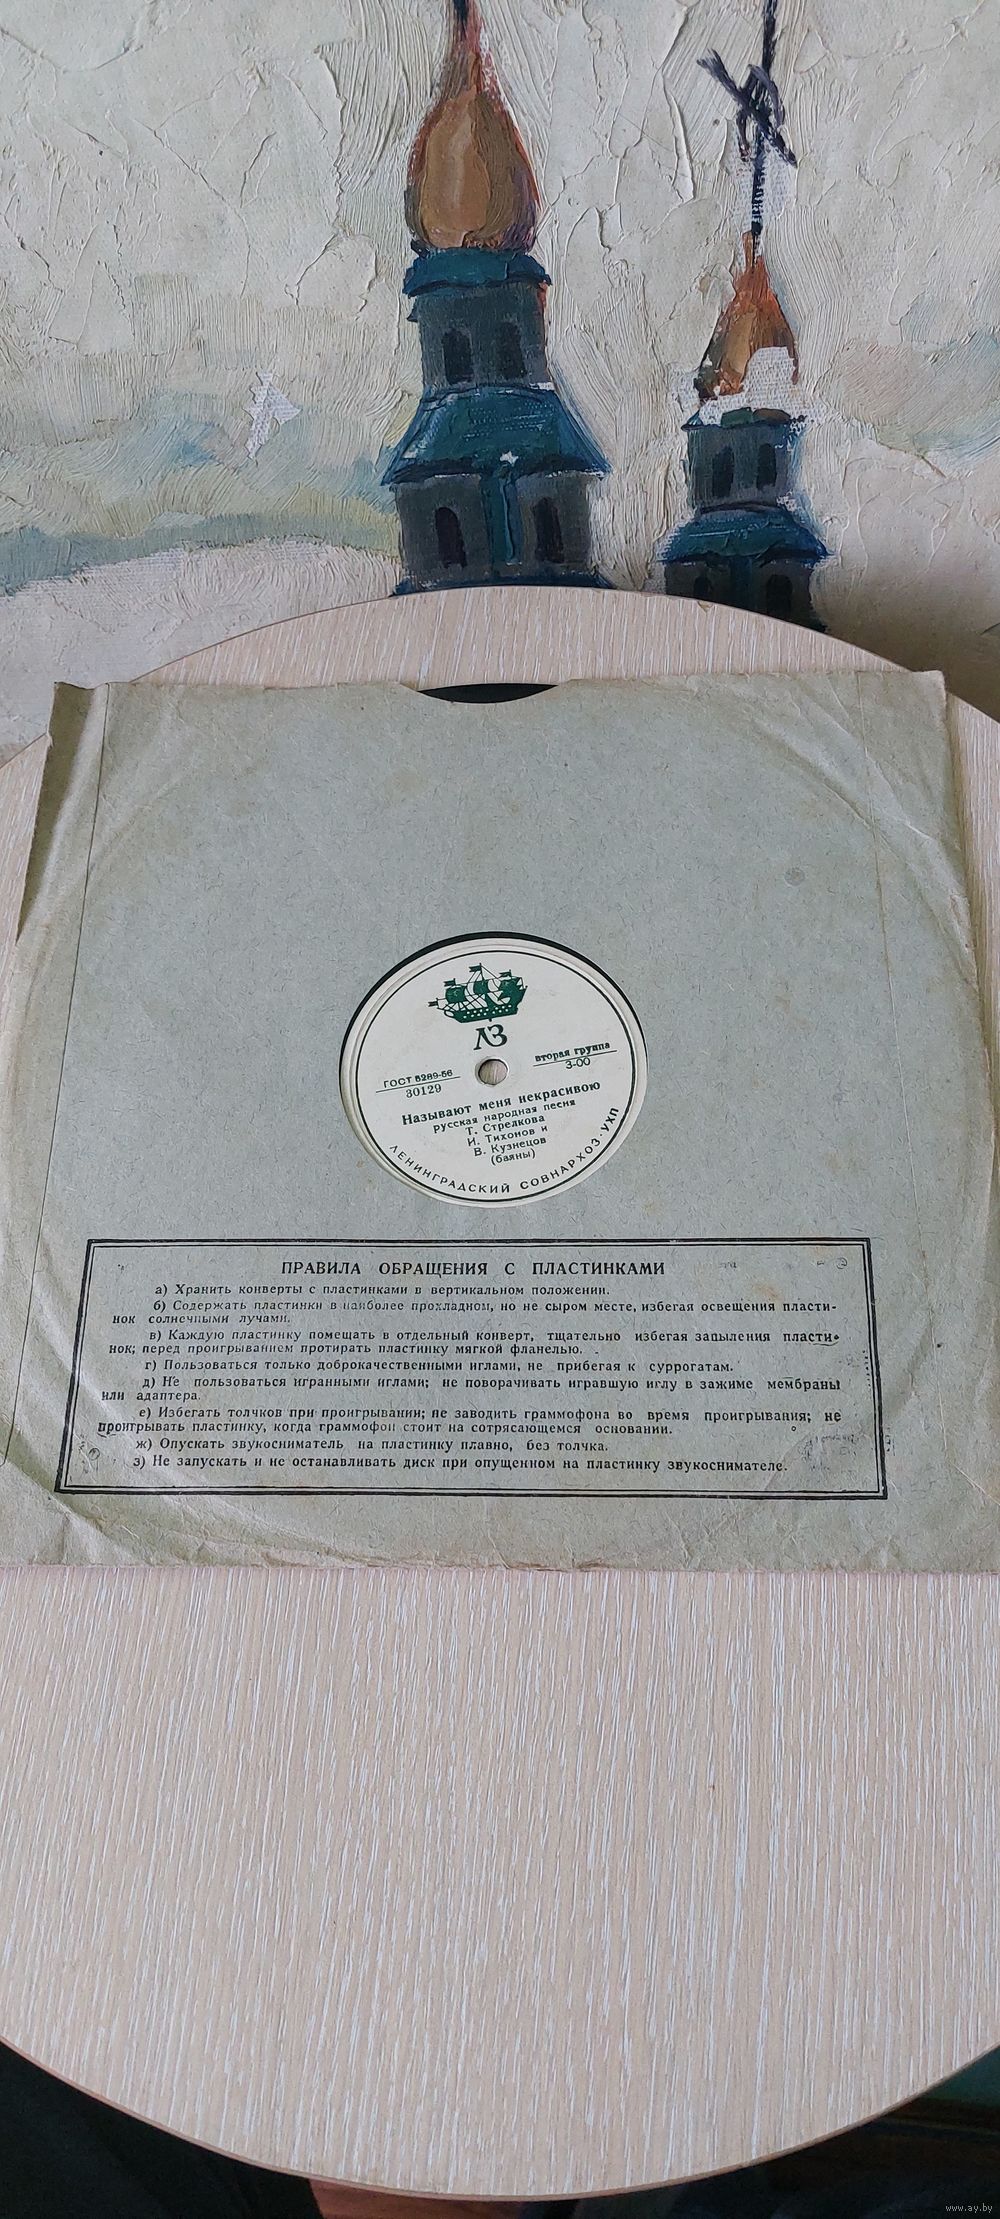 ЛЗ
ГОСТ 5289-56
30129
вторая группа
3-00
Называют меня некрасивою
русская народная песня
Т. Стрелкова
И. Тихонов и
В. Кузнецов
(баяны)
ЛЕНИНГРАДСКИЙ СОВНАРХОЗ·УХП
ПРАВИЛА ОБРАЩЕНИЯ С ПЛАСТИНКАМИ
а) Хранить конверты с пластинками в вертикальном положении.
б) Содержать пластинки в наиболее прохладном, но не сыром месте, избегая освещения пласти-
нок солнечными лучами.
в) Каждую пластинку помещать в отдельный конверт, тщательно избегая запыления пласти-
нок; перед проигрыванием протирать пластинку мягкой фланелью.
г) Пользоваться только доброкачественными иглами, не прибегая к суррогатам.
д) Не пользоваться игранными иглами; не поворачивать игравшую иглу в зажиме мембраны
или адаптера.
е) Избегать толчков при проигрывании; не заводить граммофона во время проигрывания; не
проигрывать пластинку, когда граммофон стоит на сотрясающемся основании.
ж) Опускать звукосниматель на пластинку плавно, без толчка.
з) Не запускать и не останавливать диск при опущенном на пластинку звукоснимателе.
www.ay.by